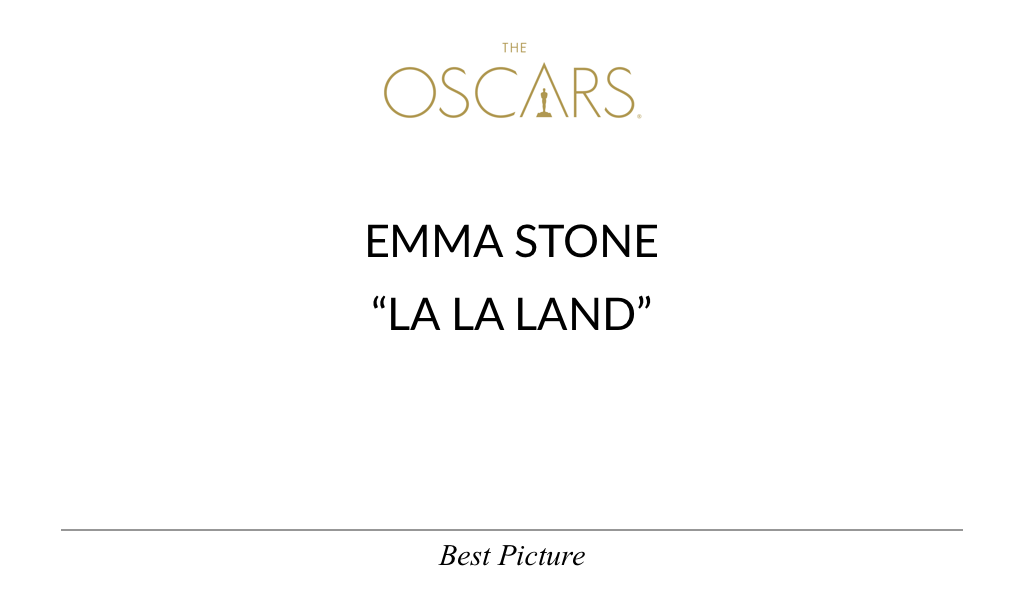 THE
OSCARS®
EMMA STONE
“LA LA LAND”
Best Picture